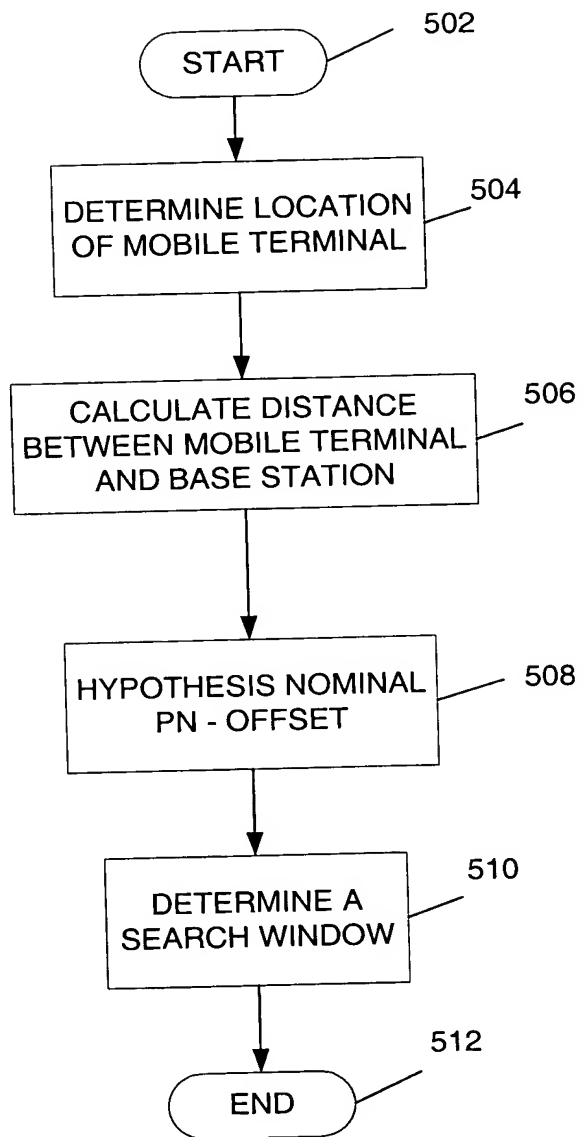 START
502
DETERMINE LOCATION
OF MOBILE TERMINAL
504
CALCULATE DISTANCE
BETWEEN MOBILE TERMINAL
AND BASE STATION
506
HYPOTHESIS NOMINAL
PN - OFFSET
508
DETERMINE A
SEARCH WINDOW
510
END
512